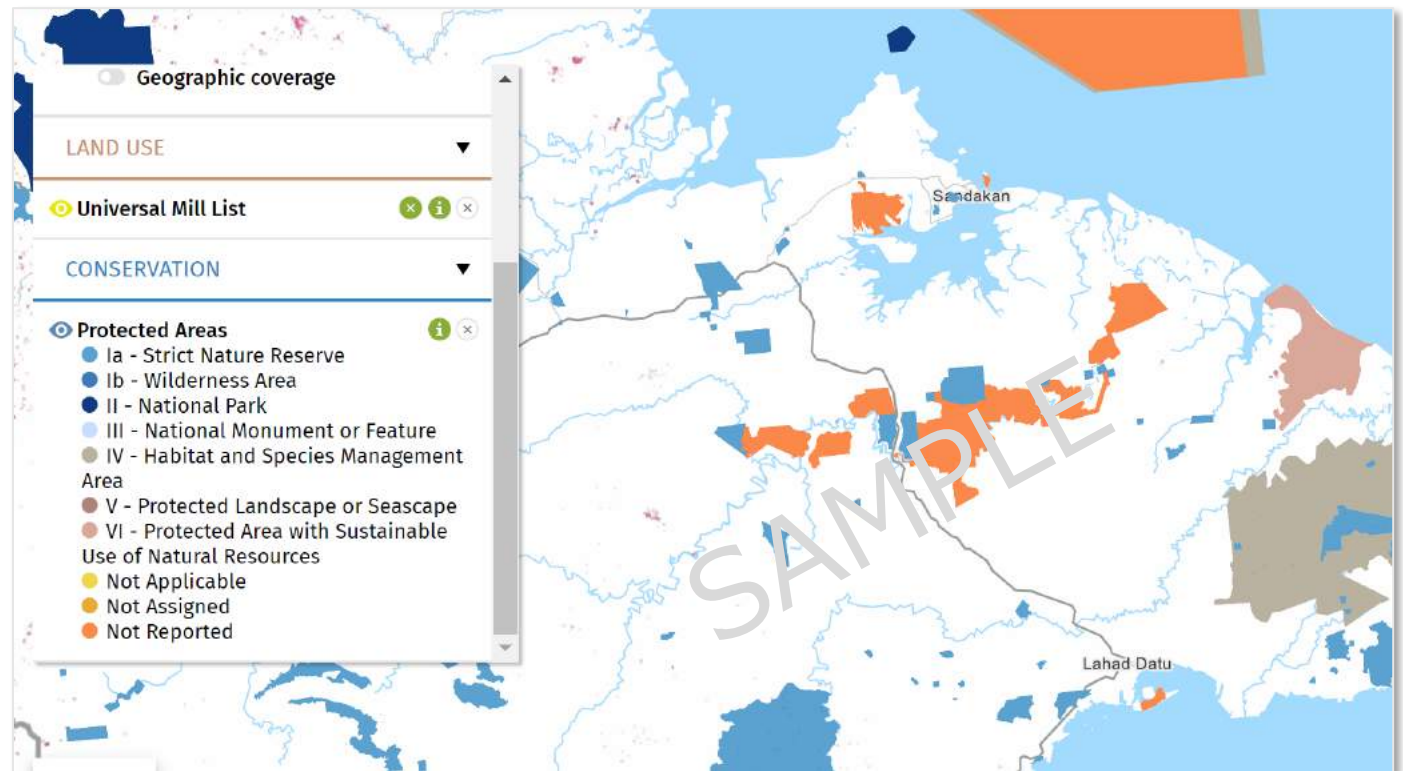 Geographic coverage
LAND USE
Universal Mill List
CONSERVATION
Protected Areas
Ia - Strict Nature Reserve
Ib - Wilderness Area
II - National Park
III - National Monument or Feature
IV - Habitat and Species Management
Area
V - Protected Landscape or Seascape
VI - Protected Area with Sustainable
Use of Natural Resources
Not Applicable
Not Assigned
Not Reported
Sandakan
SAMPLE
Lahad Datu